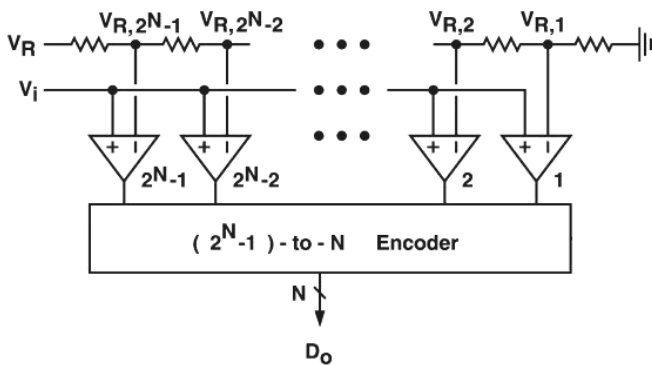 V_R,2^N-1 V_R,2^N-2 V_R,2 V_R,1
V_R
V_i
+ − + − + − + −
2^N-1 2^N-2 2 1
( 2^N-1 ) - to - N Encoder
N
D_o